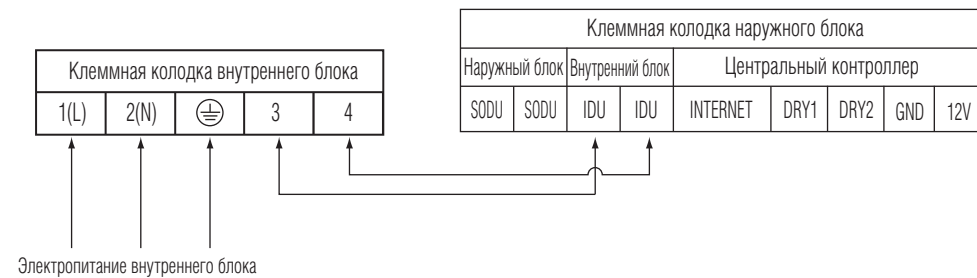 Клеммная колодка наружного блока
Наружный блок Внутренний блок Центральный контроллер
SODU SODU IDU IDU INTERNET DRY1 DRY2 GND 12V
Клеммная колодка внутреннего блока
1(L) 2(N) 3 4
Электропитание внутреннего блока